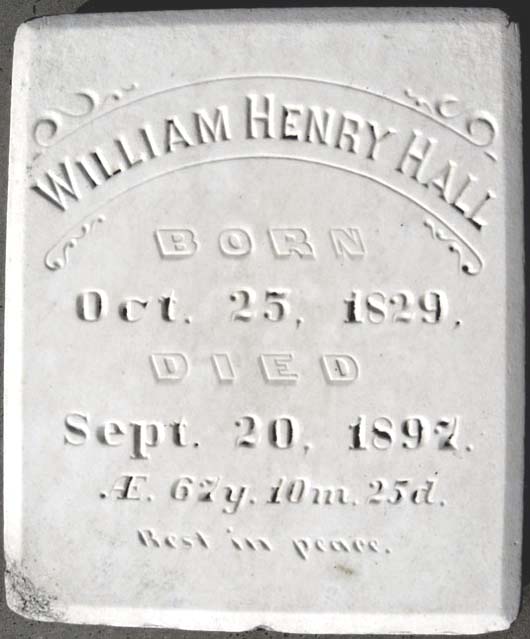 WILLIAM HENRY HALL
BORN
Oct. 25, 1829.
DIED
Sept. 20, 1897.
Æ. 67y. 10m. 25d.
Rest in peace.